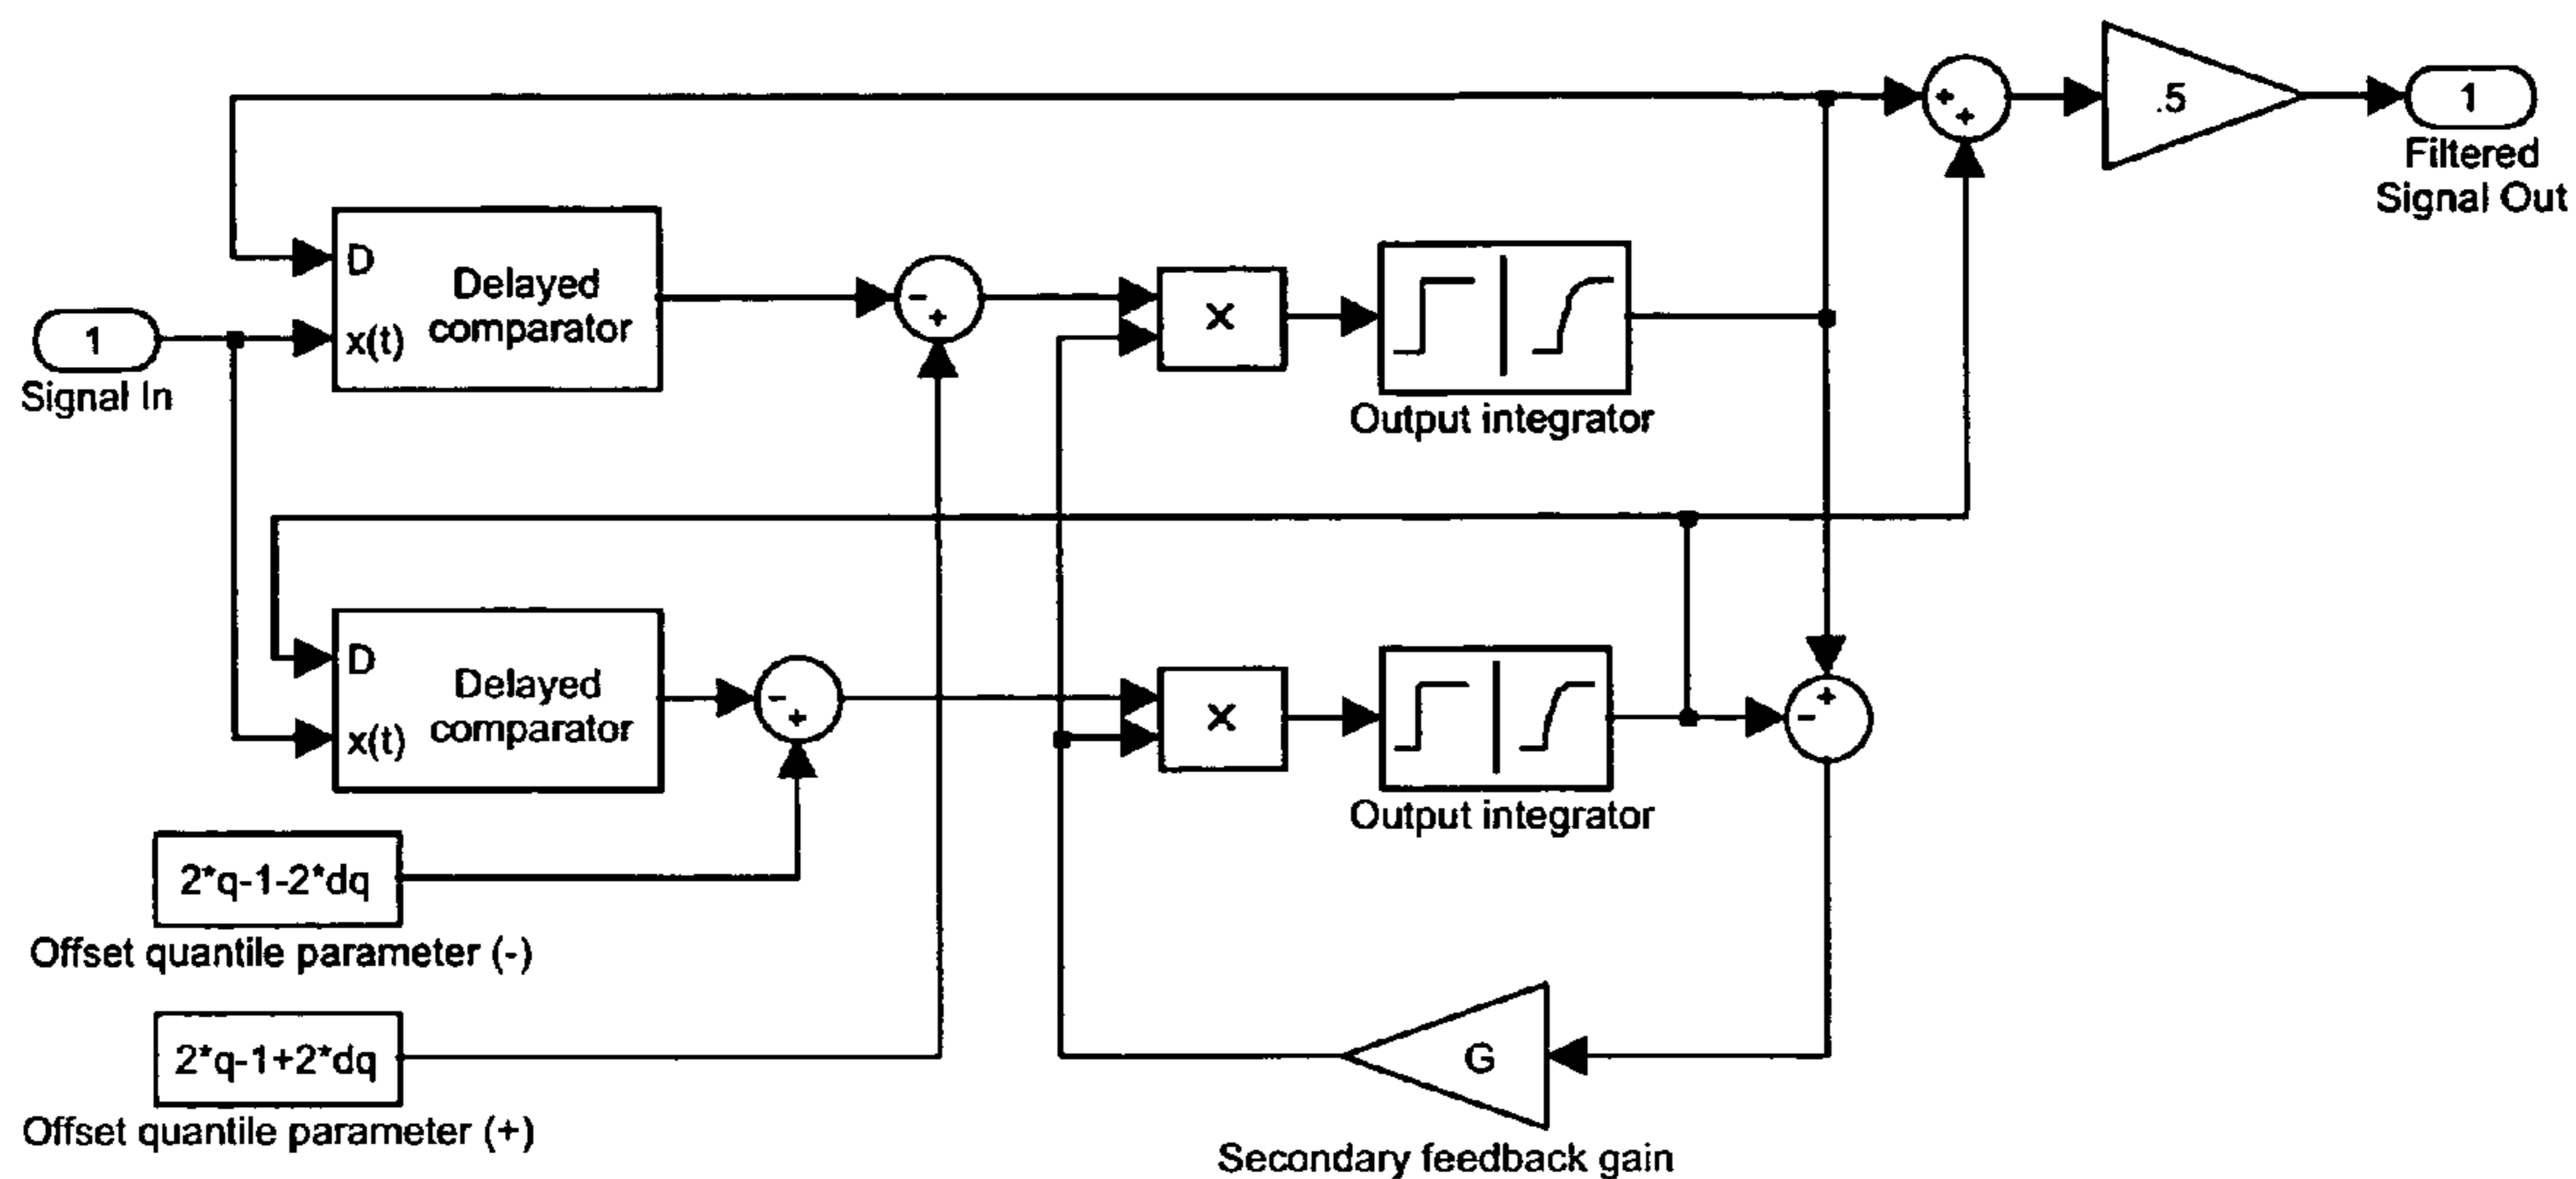 +
+
.5
1
Filtered
Signal Out
D
x(t)
Delayed
comparator
-
+
X
Output integrator
1
Signal In
D
x(t)
Delayed
comparator
-
+
X
Output integrator
+
-
2*q-1-2*dq
Offset quantile parameter (-)
2*q-1+2*dq
Offset quantile parameter (+)
G
Secondary feedback gain